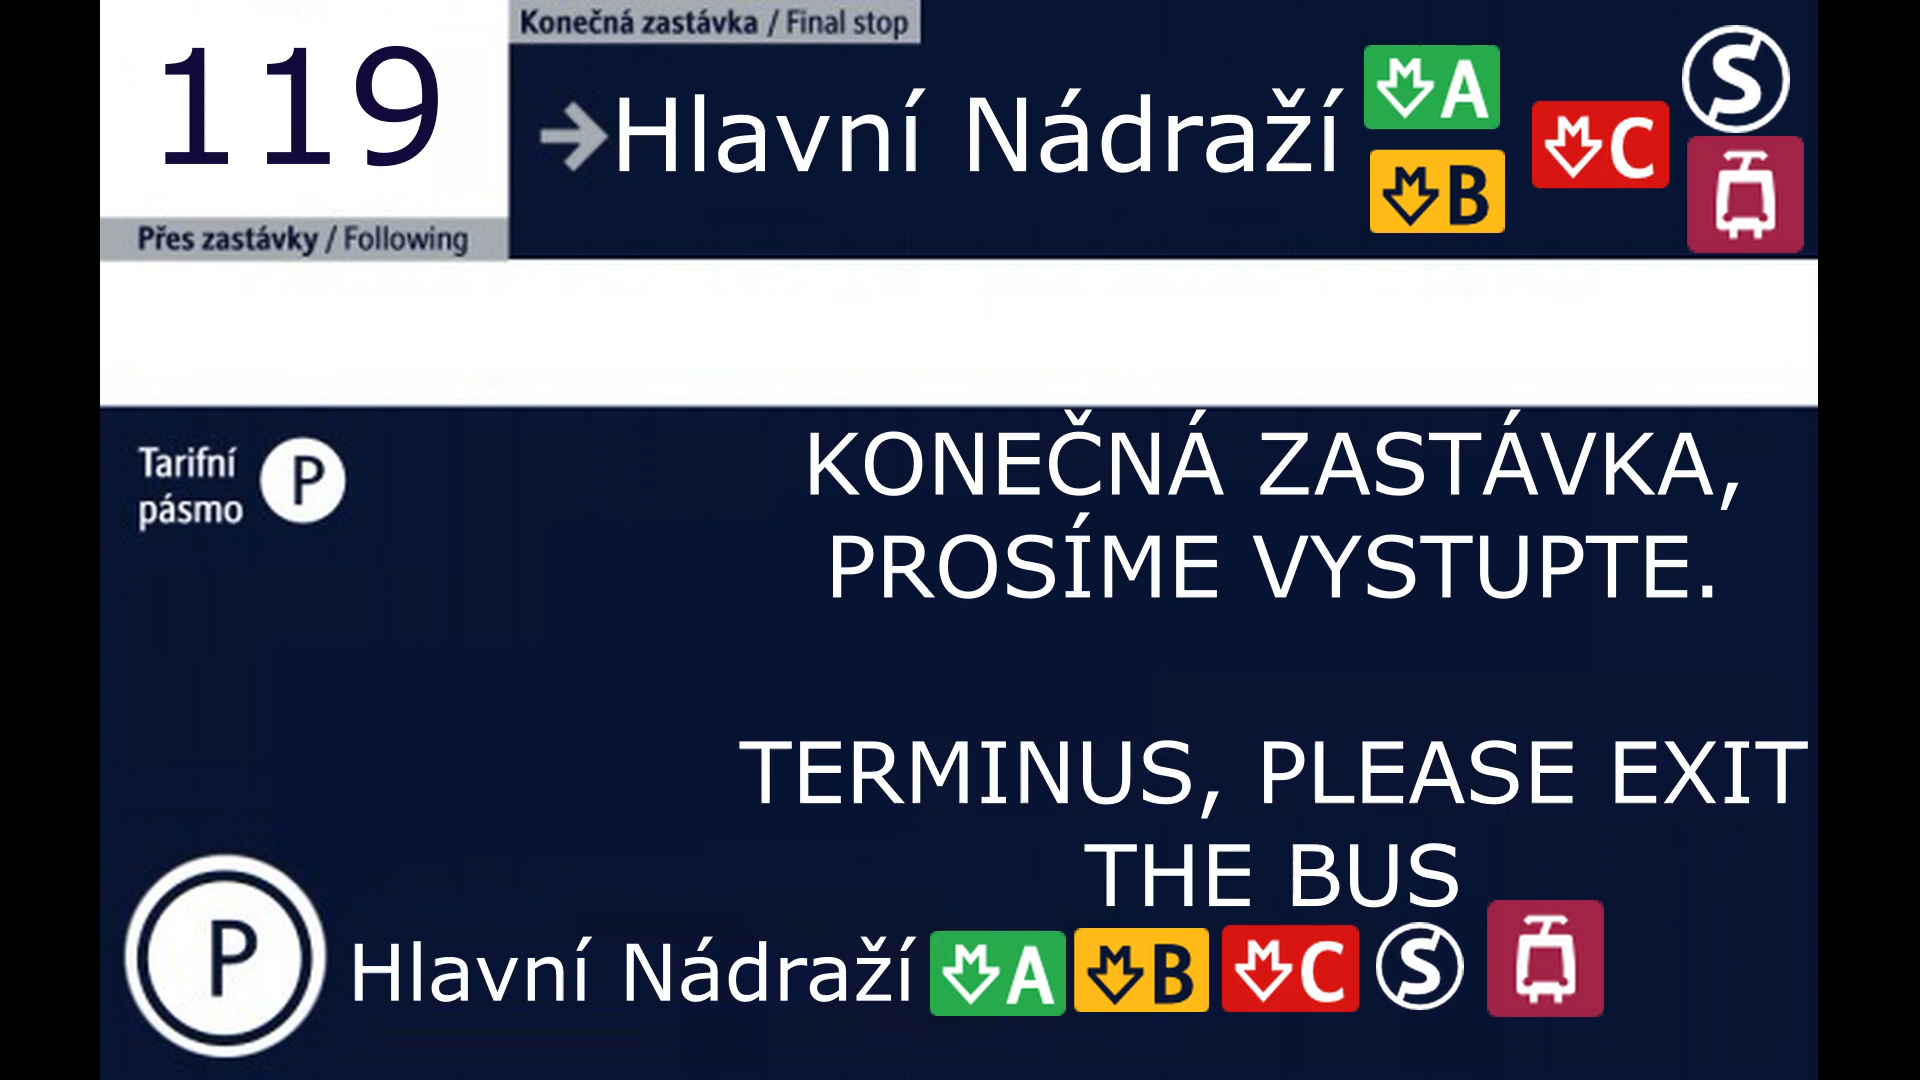 Konečná zastávka / Final stop
119
Hlavní Nádraží
A
B
C
S
Přes zastávky / Following
Tarifní
pásmo
P
KONEČNÁ ZASTÁVKA,
PROSÍME VYSTUPTE.
TERMINUS, PLEASE EXIT
THE BUS
P
Hlavní Nádraží A B C S